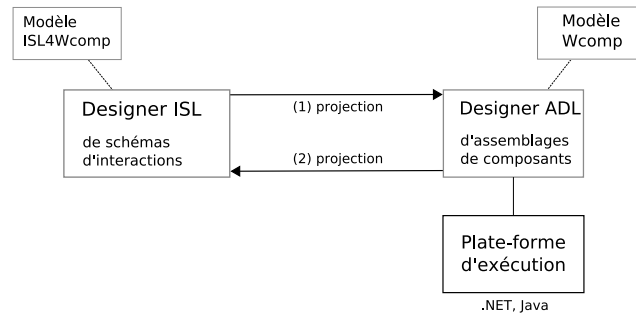 Modèle
ISL4Wcomp
Modèle
Wcomp
Designer ISL
de schémas
d'interactions
(1) projection
(2) projection
Designer ADL
d'assemblages
de composants
Plate-forme
d'exécution
.NET, Java